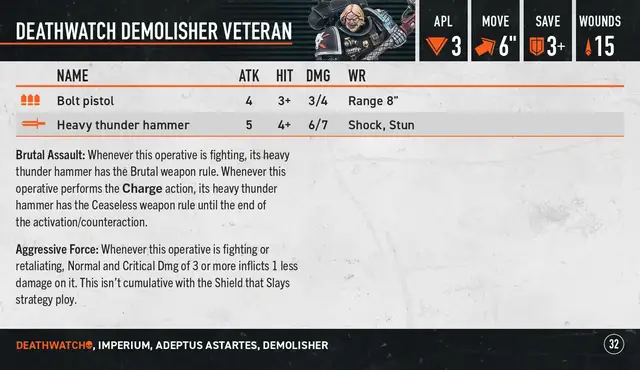 DEATHWATCH DEMOLISHER VETERAN
APL
3
MOVE
6"
SAVE
3+
WOUNDS
15
NAME ATK HIT DMG WR
Bolt pistol 4 3+ 3/4 Range 8"
Heavy thunder hammer 5 4+ 6/7 Shock, Stun
Brutal Assault: Whenever this operative is fighting, its heavy
thunder hammer has the Brutal weapon rule. Whenever this
operative performs the Charge action, its heavy thunder
hammer has the Ceaseless weapon rule until the end of
the activation/counteraction.
Aggressive Force: Whenever this operative is fighting or
retaliating, Normal and Critical Dmg of 3 or more inflicts 1 less
damage on it. This isn't cumulative with the Shield that Slays
strategy ploy.
DEATHWATCH, IMPERIUM, ADEPTUS ASTARTES, DEMOLISHER
32